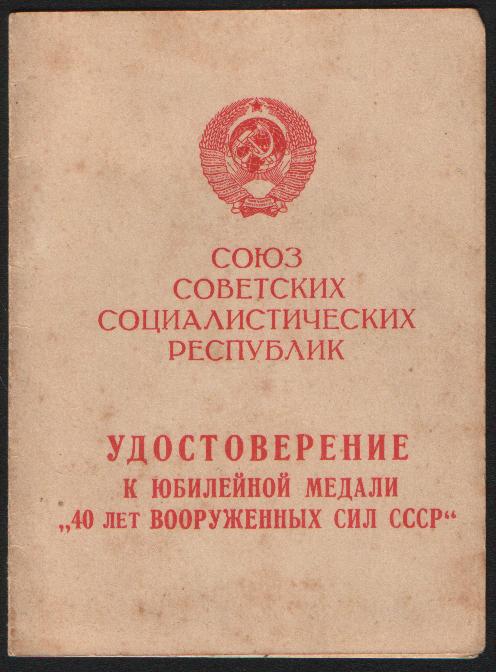 СОЮЗ
СОВЕТСКИХ
СОЦИАЛИСТИЧЕСКИХ
РЕСПУБЛИК
УДОСТОВЕРЕНИЕ
К ЮБИЛЕЙНОЙ МЕДАЛИ
„40 ЛЕТ ВООРУЖЕННЫХ СИЛ СССР“